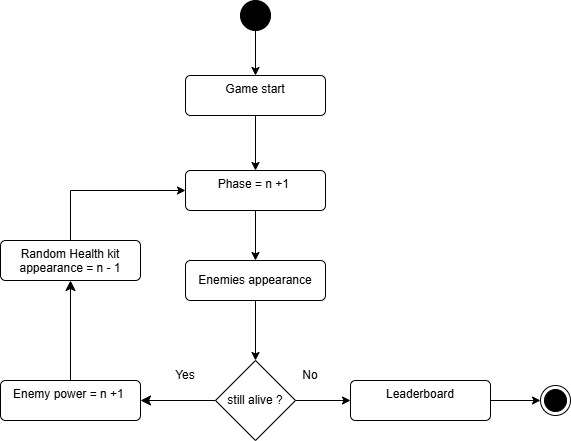 Game start
Phase = n +1
Random Health kit
appearance = n - 1
Enemies appearance
Yes
No
Enemy power = n +1
still alive ?
Leaderboard